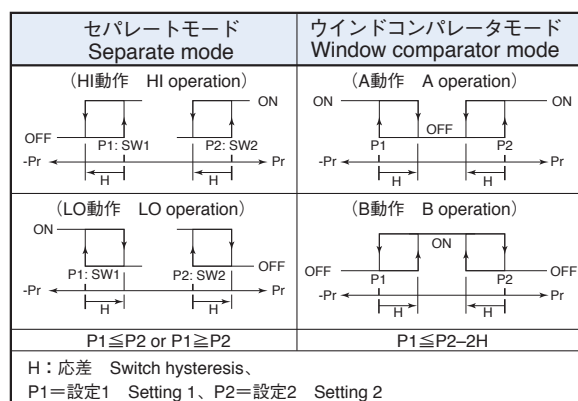 セパレートモード
Separate mode
ウインドコンパレータモード
Window comparator mode
（HI動作　HI operation）
ON
OFF
P1: SW1
P2: SW2
-Pr
Pr
H
H
（A動作　A operation）
ON
ON
OFF
P1
P2
-Pr
Pr
H
H
（LO動作　LO operation）
ON
OFF
P1: SW1
P2: SW2
-Pr
Pr
H
H
（B動作　B operation）
ON
OFF
OFF
P1
P2
-Pr
Pr
H
H
P1≦P2 or P1≧P2
P1≦P2–2H
H：応差　Switch hysteresis、
P1＝設定1　Setting 1、P2＝設定2　Setting 2